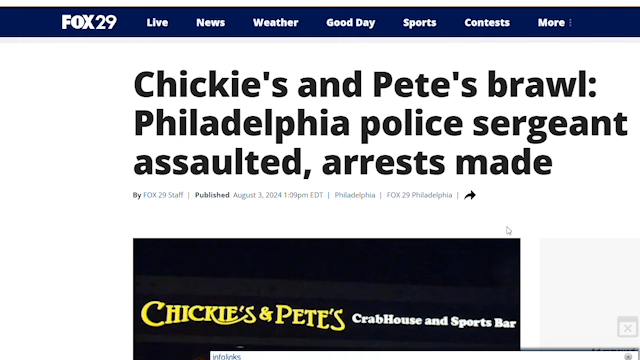 FOX 29 Live News Weather Good Day Sports Contests More
Chickie's and Pete's brawl:
Philadelphia police sergeant
assaulted, arrests made
By FOX 29 Staff | Published August 3, 2024 1:09pm EDT | Philadelphia | FOX 29 Philadelphia |
CHICKIE'S & PETE'S CrabHouse and Sports Bar
infolinks